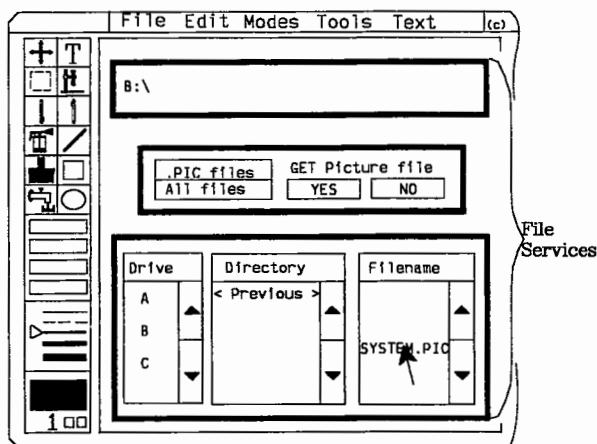 File Edit Modes Tools Text (c)
T
B:\
.PIC files GET Picture file
All files YES NO
File
Services
Drive Directory Filename
A < Previous >
B
SYSTEM.PIC
C
1